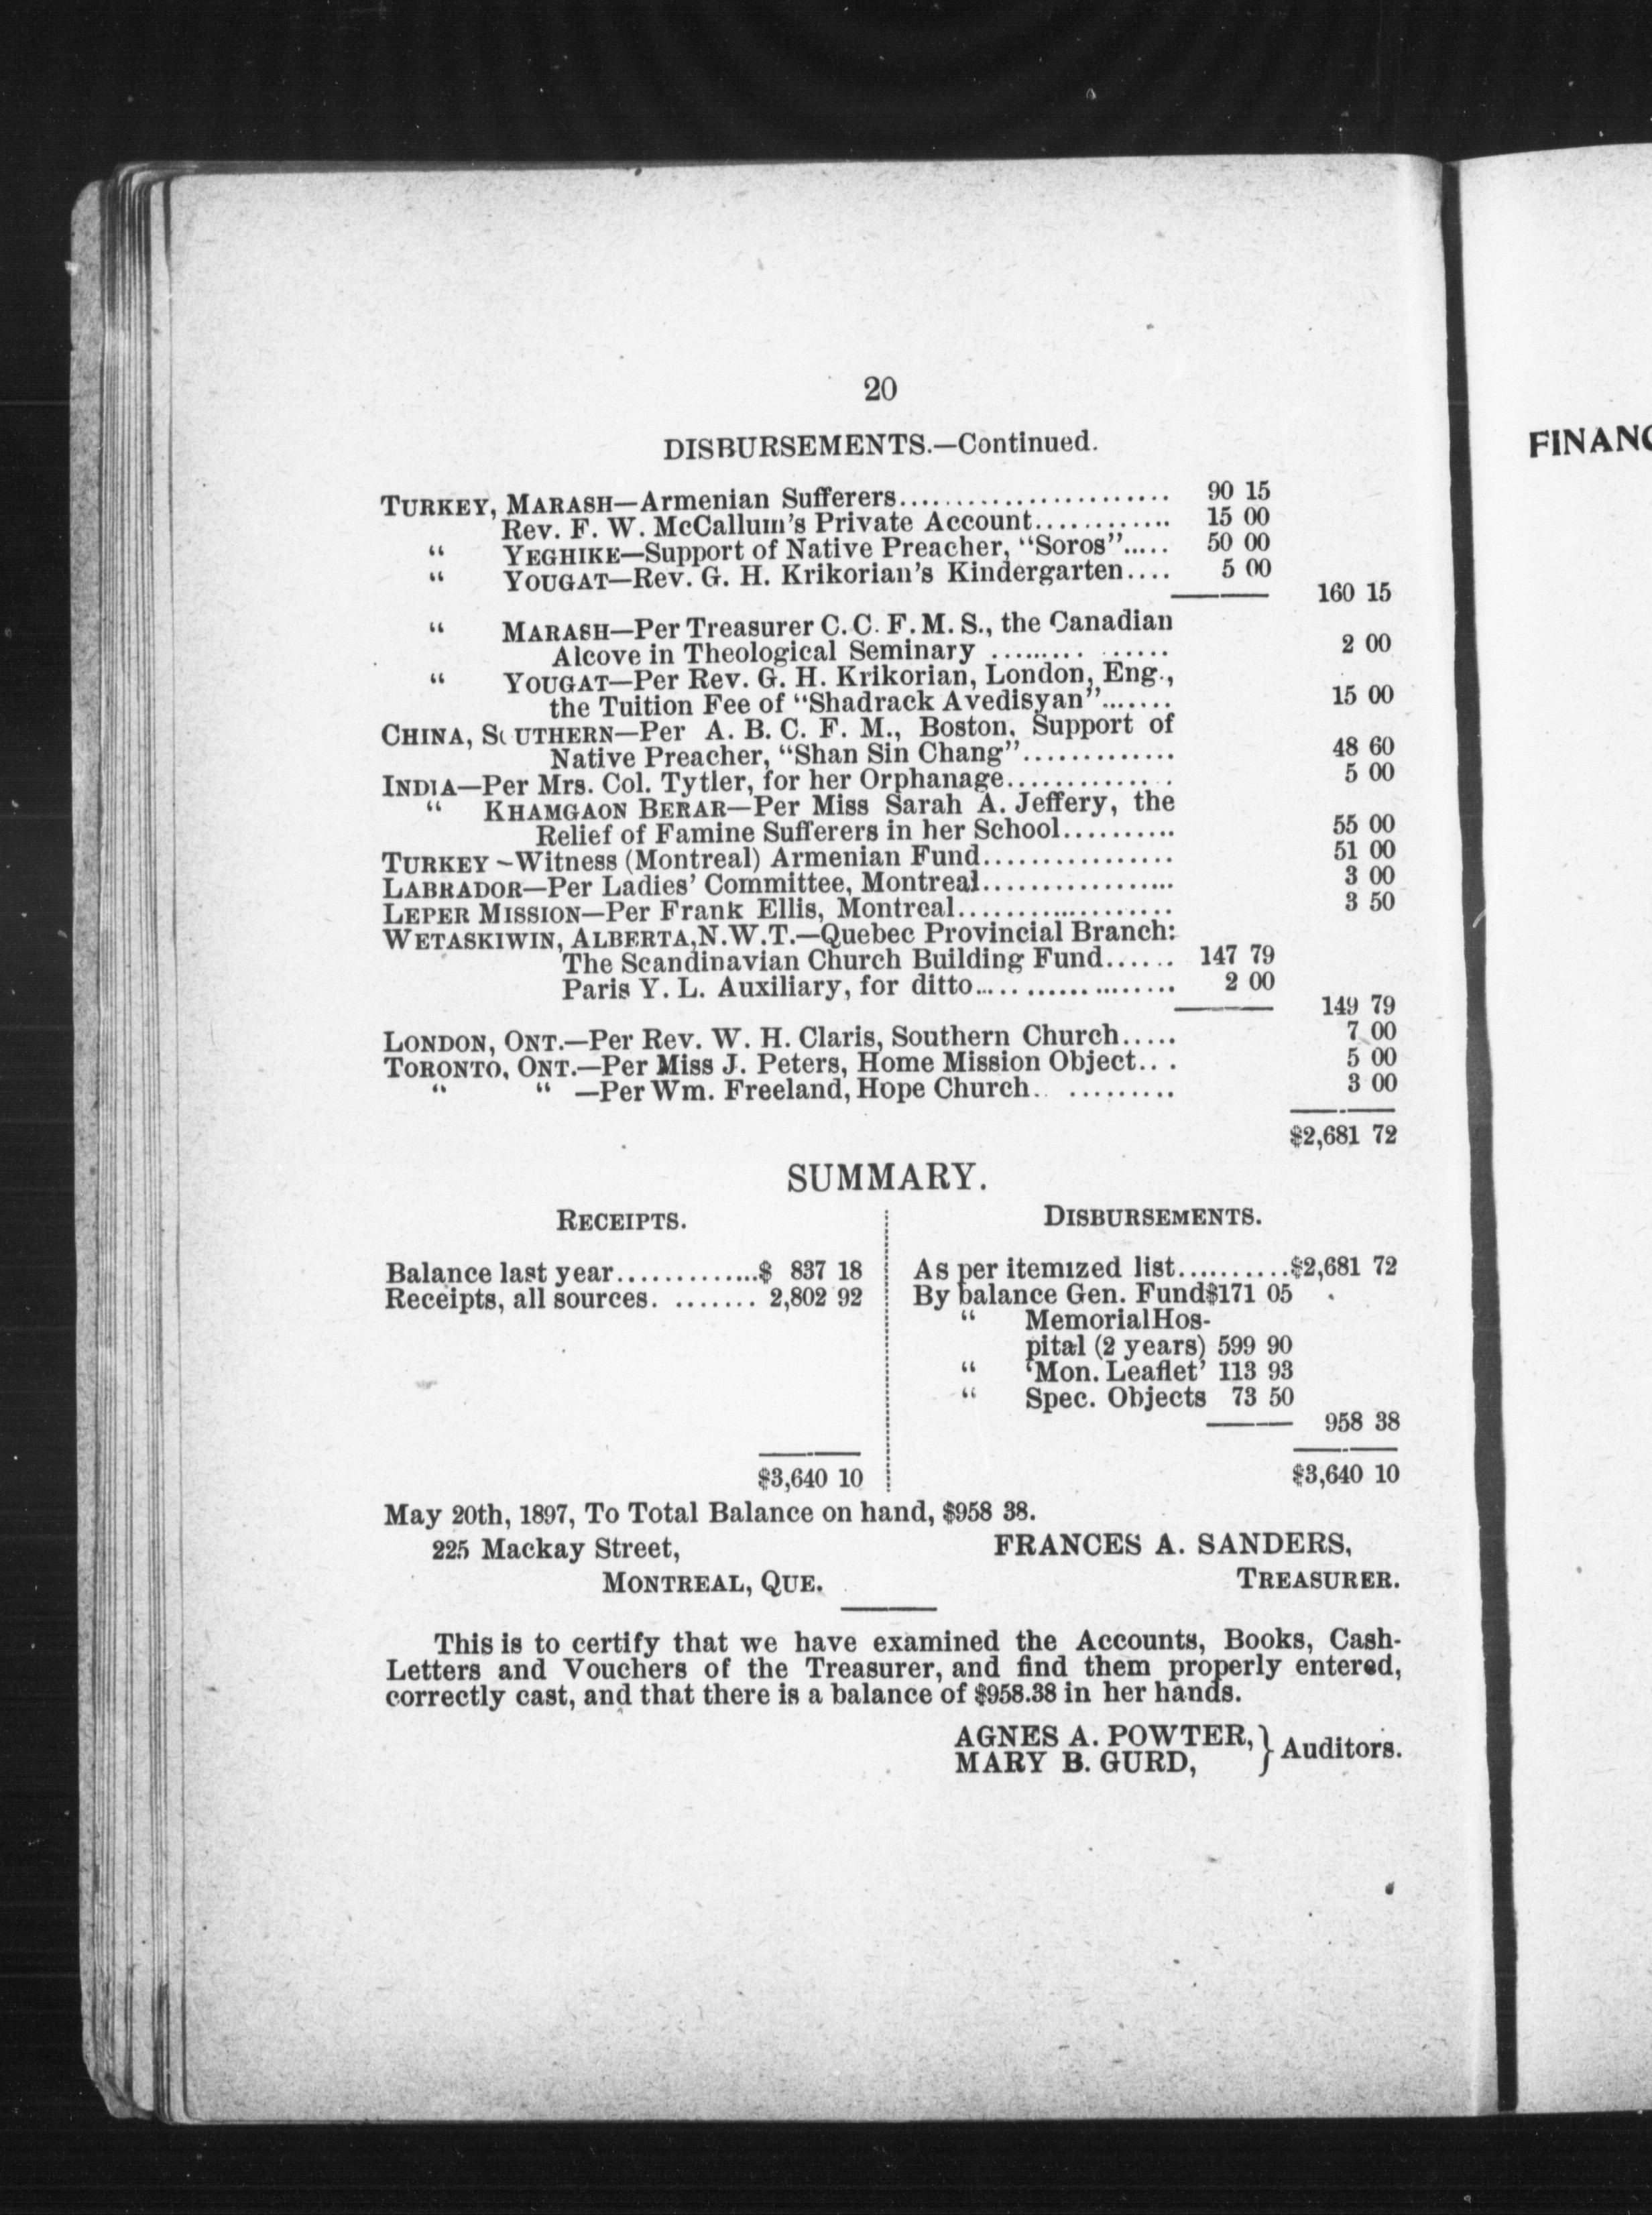 20
DISBURSEMENTS.—Continued.
TURKEY, MARASH—Armenian Sufferers........................ 90 15
Rev. F. W. McCallum's Private Account............ 15 00
“ YEGHIKE—Support of Native Preacher, “Soros”..... 50 00
“ YOUGAT—Rev. G. H. Krikorian's Kindergarten.... 5 00
160 15
“ MARASH—Per Treasurer C. C. F. M. S., the Canadian
Alcove in Theological Seminary ......... ...... 2 00
“ YOUGAT—Per Rev. G. H. Krikorian, London, Eng.,
the Tuition Fee of “Shadrack Avedisyan”....... 15 00
CHINA, SOUTHERN—Per A. B. C. F. M., Boston, Support of
Native Preacher, “Shan Sin Chang”............. 48 60
INDIA—Per Mrs. Col. Tytler, for her Orphanage.............. 5 00
“ KHAMGAON BERAR—Per Miss Sarah A. Jeffery, the
Relief of Famine Sufferers in her School.......... 55 00
TURKEY—Witness (Montreal) Armenian Fund................ 51 00
LABRADOR—Per Ladies' Committee, Montreal................. 3 00
LEPER MISSION—Per Frank Ellis, Montreal................... 3 50
WETASKIWIN, ALBERTA, N.W.T.—Quebec Provincial Branch:
The Scandinavian Church Building Fund...... 147 79
Paris Y. L. Auxiliary, for ditto.................. 2 00
149 79
LONDON, ONT.—Per Rev. W. H. Claris, Southern Church..... 7 00
TORONTO, ONT.—Per Miss J. Peters, Home Mission Object... 5 00
“ “ —Per Wm. Freeland, Hope Church.. ......... 3 00
$2,681 72
SUMMARY.
RECEIPTS.
Balance last year..............$ 837 18
Receipts, all sources. ........ 2,802 92
$3,640 10
DISBURSEMENTS.
As per itemized list..........$2,681 72
By balance Gen. Fund $171 05
“ Memorial Hos-
pital (2 years) 599 90
“ ‘Mon. Leaflet’ 113 93
“ Spec. Objects 73 50
958 38
$3,640 10
May 20th, 1897, To Total Balance on hand, $958 38.
225 Mackay Street, FRANCES A. SANDERS,
MONTREAL, QUE. TREASURER.
This is to certify that we have examined the Accounts, Books, Cash-
Letters and Vouchers of the Treasurer, and find them properly entered,
correctly cast, and that there is a balance of $958.38 in her hands.
AGNES A. POWTER, } Auditors.
MARY B. GURD,
FINANC